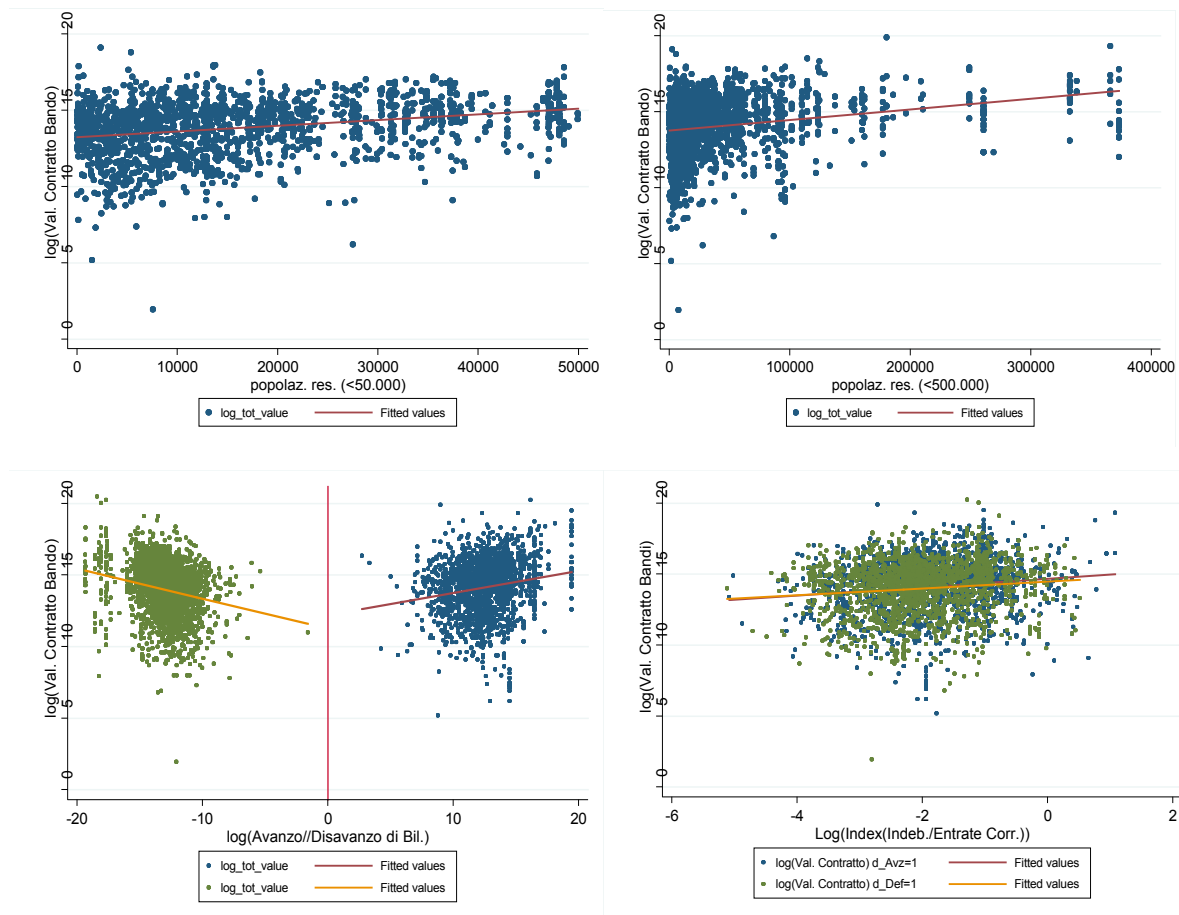 log(Val. Contratto Bando)
20
15
10
5
0
0 10000 20000 30000 40000 50000
popolaz. res. (<50.000)
log_tot_value Fitted values
log(Val. Contratto Bando)
20
15
10
5
0
0 100000 200000 300000 400000
popolaz. res. (<500.000)
log_tot_value Fitted values
log(Val. Contratto Bando)
20
15
10
5
0
-20 -10 0 10 20
log(Avanzo//Disavanzo di Bil.)
log_tot_value Fitted values
log_tot_value Fitted values
log(Val. Contratto Bandi)
20
15
10
5
0
-6 -4 -2 0 2
Log(Index(Indeb./Entrate Corr.))
log(Val. Contratto) d_Avz=1 Fitted values
log(Val. Contratto) d_Def=1 Fitted values